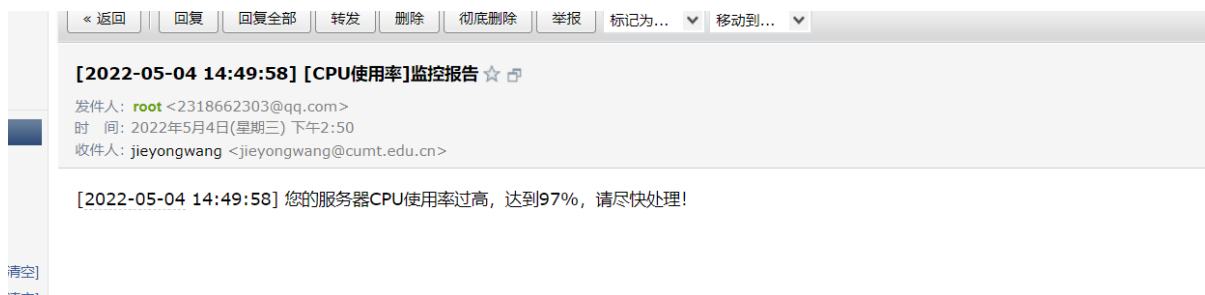 « 返回 回复 回复全部 转发 删除 彻底删除 举报 标记为... 移动到...
[2022-05-04 14:49:58] [CPU使用率]监控报告
发件人: root <2318662303@qq.com>
时 间: 2022年5月4日(星期三) 下午2:50
收件人: jieyongwang <jieyongwang@cumt.edu.cn>
[2022-05-04 14:49:58] 您的服务器CPU使用率过高, 达到97%, 请尽快处理!
清空]